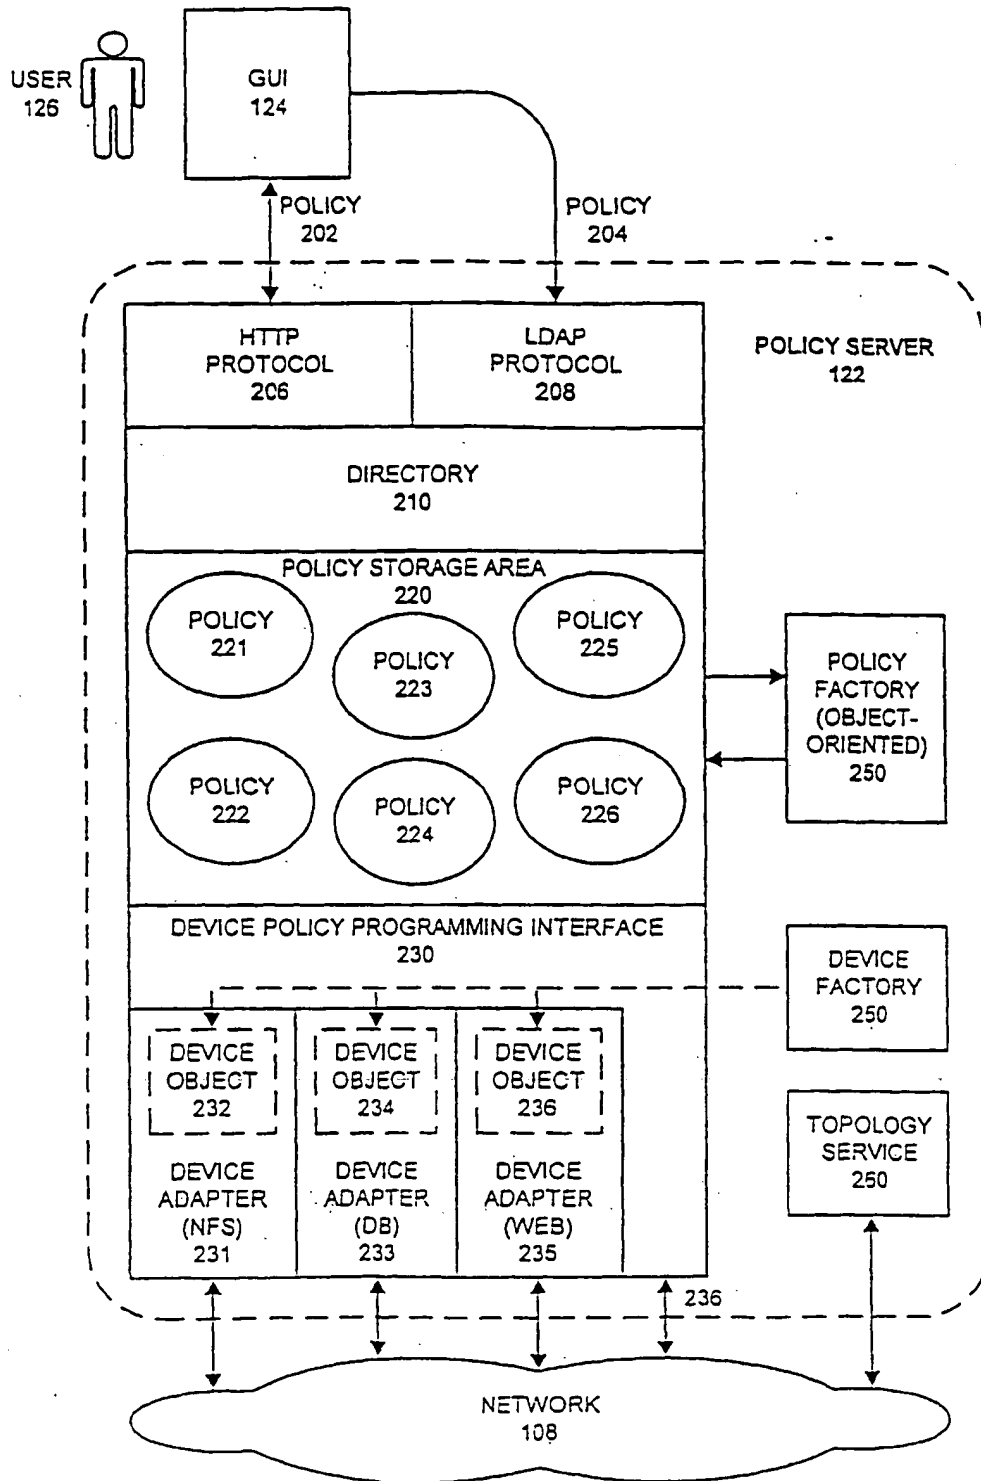 USER
126
GUI
124
POLICY
202
POLICY
204
HTTP
PROTOCOL
206
LDAP
PROTOCOL
208
POLICY SERVER
122
DIRECTORY
210
POLICY STORAGE AREA
220
POLICY
221
POLICY
223
POLICY
225
POLICY
222
POLICY
224
POLICY
226
POLICY
FACTORY
(OBJECT-
ORIENTED)
250
DEVICE POLICY PROGRAMMING INTERFACE
230
DEVICE
FACTORY
250
DEVICE
OBJECT
232
DEVICE
OBJECT
234
DEVICE
OBJECT
236
DEVICE
ADAPTER
(NFS)
231
DEVICE
ADAPTER
(DB)
233
DEVICE
ADAPTER
(WEB)
235
TOPOLOGY
SERVICE
250
236
NETWORK
108